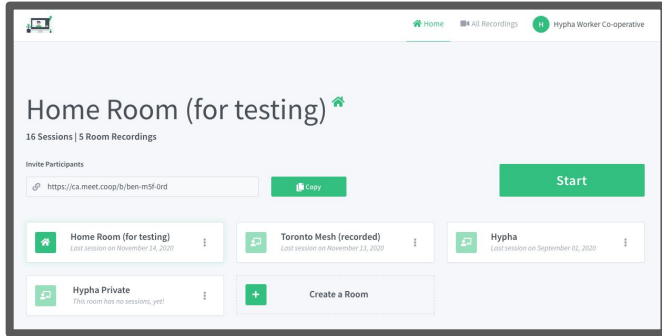 Home
All Recordings
H
Hypha Worker Co-operative
Home Room (for testing)
16 Sessions | 5 Room Recordings
Invite Participants
https://ca.meet.coop/b/ben-m5f-0rd
Copy
Start
Home Room (for testing)
Last session on November 14, 2020
Toronto Mesh (recorded)
Last session on November 13, 2020
Hypha
Last session on September 01, 2020
Hypha Private
This room has no sessions, yet!
Create a Room